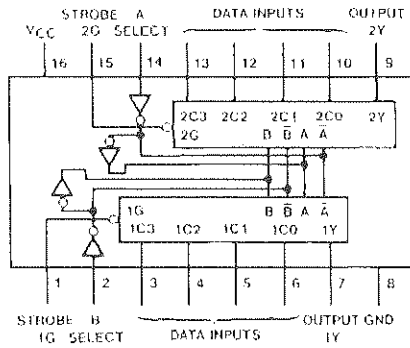 STROBE A DATA INPUTS OUTPUT
VCC 2G SELECT 2Y
16 15 14 13 12 11 10 9
2C3 2C2 2C1 2C0 2Y
2G B B̅ A A̅
1G B B̅ A A̅
1C3 1C2 1C1 1C0 1Y
1 2 3 4 5 6 7 8
STROBE B DATA INPUTS OUTPUT GND
1G SELECT 1Y